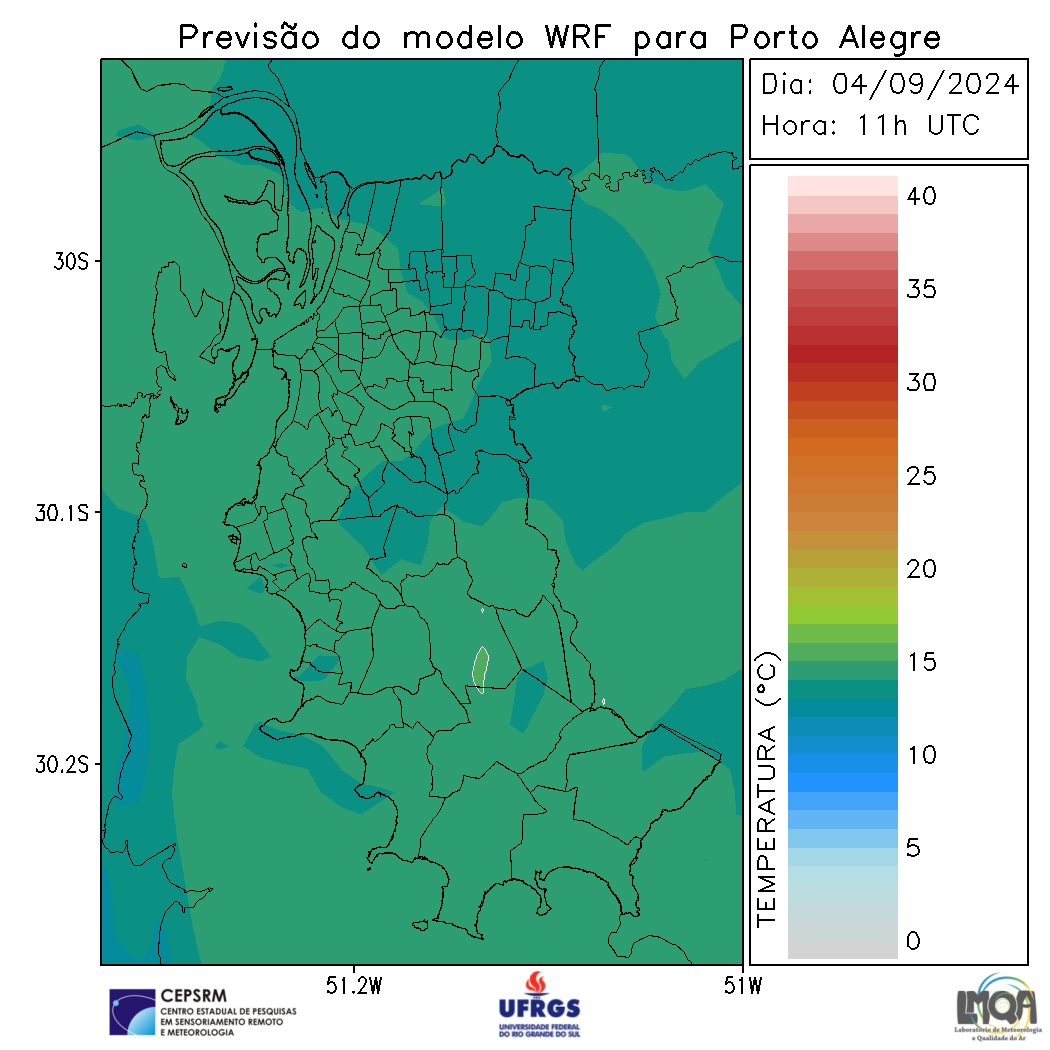 Previsão do modelo WRF para Porto Alegre
Dia: 04/09/2024
Hora: 11h UTC
40
35
30
25
20
15
10
5
0
TEMPERATURA (°C)
30S
30.1S
30.2S
51.2W
51W
CEPSRM
CENTRO ESTADUAL DE PESQUISAS
EM SENSORIAMENTO REMOTO
E METEOROLOGIA
UFRGS
UNIVERSIDADE FEDERAL
DO RIO GRANDE DO SUL
LMQA
Laboratório de Meteorologia
e Qualidade do Ar